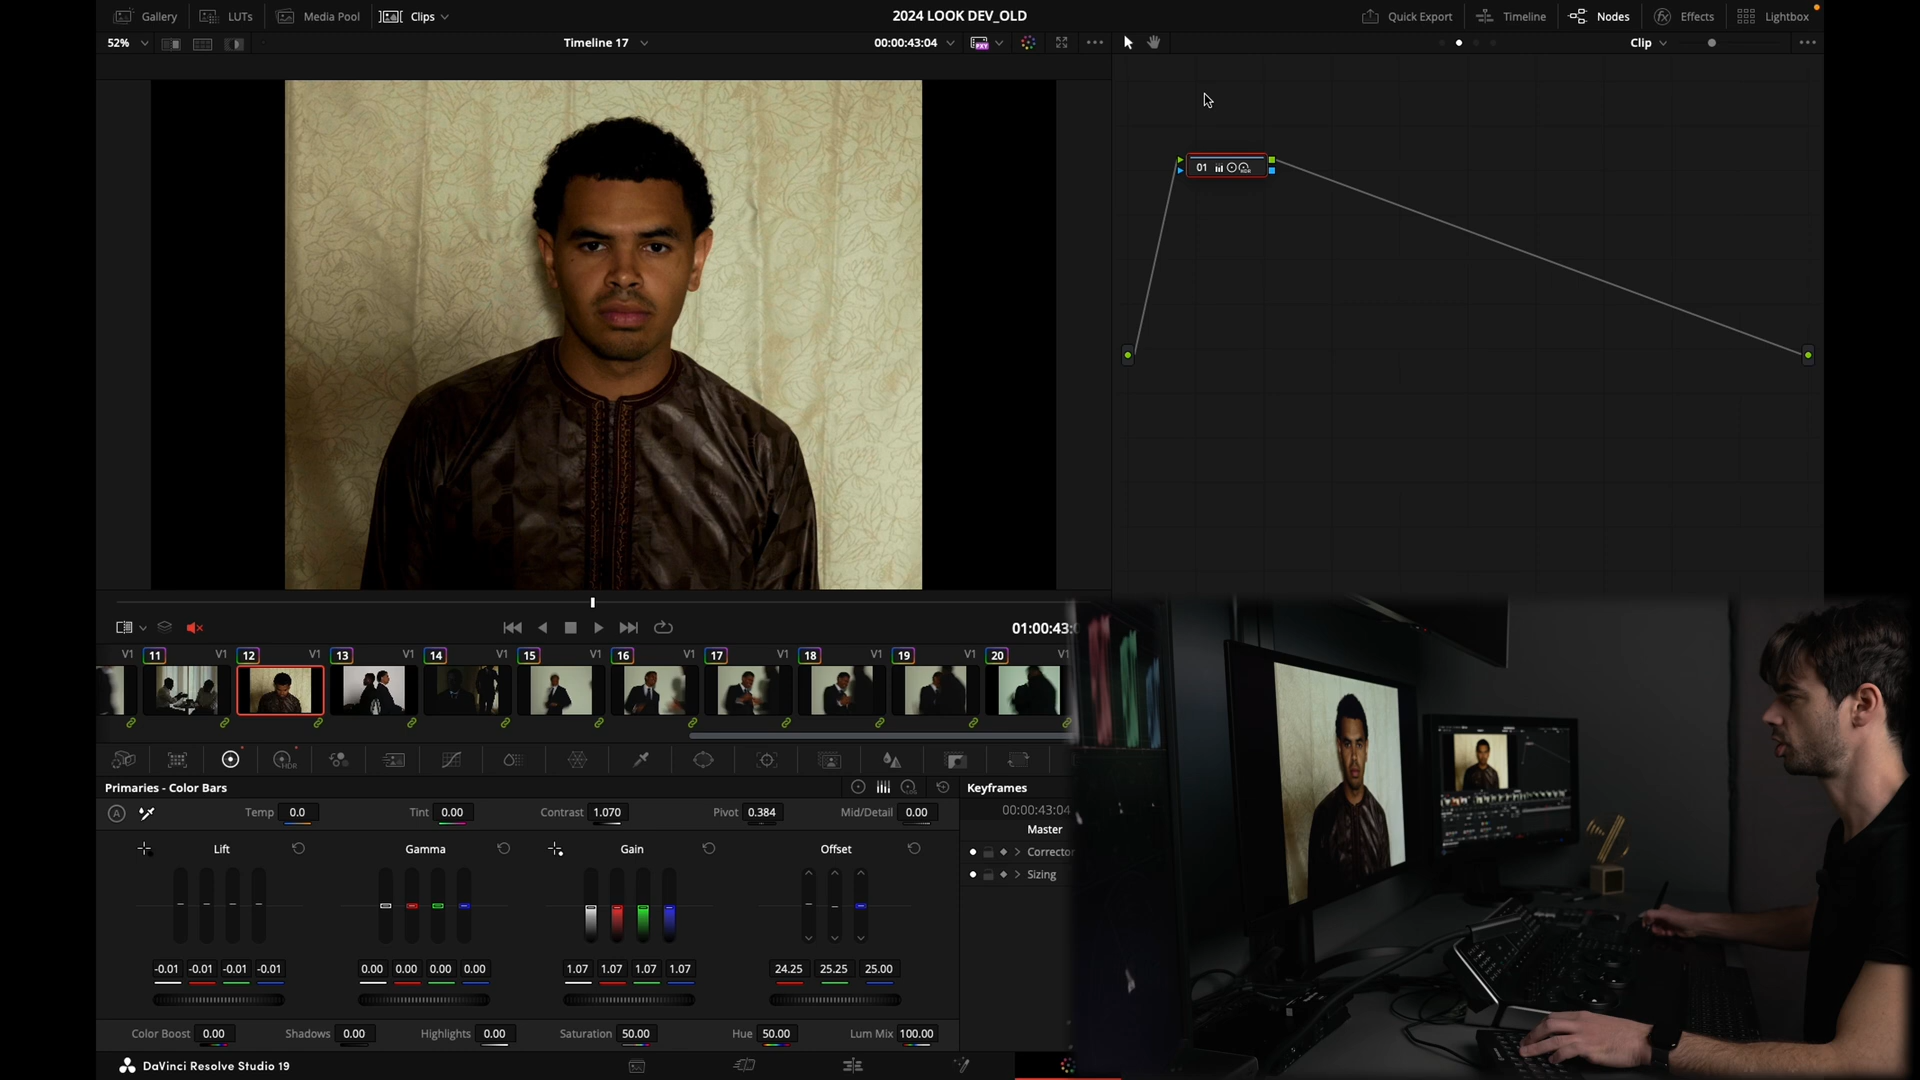 Gallery LUTs Media Pool Clips 2024 LOOK DEV_OLD Quick Export Timeline Nodes Effects Lightbox
52% Timeline 17 00:00:43:04 Clip
01
HDR
01:00:43:0
V1 11 V1 12 V1 13 V1 14 V1 15 V1 16 V1 17 V1 18 V1 19 V1 20 V1
HDR
Primaries - Color Bars Keyframes
A Temp 0.0 Tint 0.00 Contrast 1.070 Pivot 0.384 Mid/Detail 0.00 00:00:43:04
Master
Lift Gamma Gain Offset Corrector
Sizing
-0.01 -0.01 -0.01 -0.01 0.00 0.00 0.00 0.00 1.07 1.07 1.07 1.07 24.25 25.25 25.00
Color Boost 0.00 Shadows 0.00 Highlights 0.00 Saturation 50.00 Hue 50.00 Lum Mix 100.00
DaVinci Resolve Studio 19